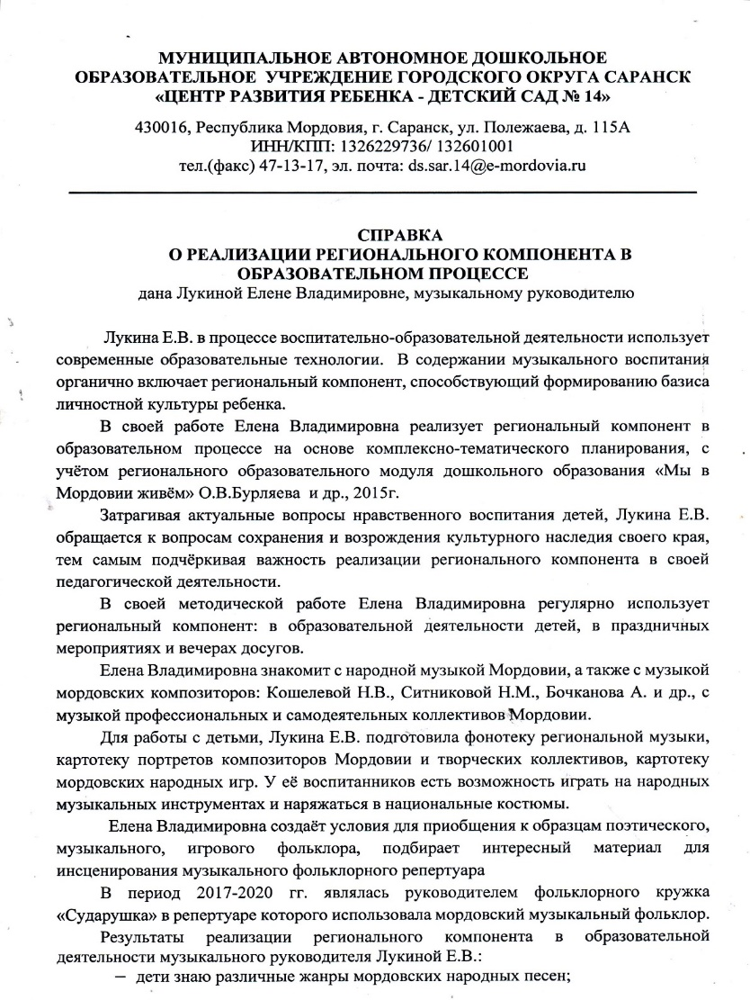 МУНИЦИПАЛЬНОЕ АВТОНОМНОЕ ДОШКОЛЬНОЕ
ОБРАЗОВАТЕЛЬНОЕ УЧРЕЖДЕНИЕ ГОРОДСКОГО ОКРУГА САРАНСК
«ЦЕНТР РАЗВИТИЯ РЕБЕНКА - ДЕТСКИЙ САД № 14»
430016, Республика Мордовия, г. Саранск, ул. Полежаева, д. 115А
ИНН/КПП: 1326229736/ 132601001
тел.(факс) 47-13-17, эл. почта: ds.sar.14@e-mordovia.ru
СПРАВКА
О РЕАЛИЗАЦИИ РЕГИОНАЛЬНОГО КОМПОНЕНТА В
ОБРАЗОВАТЕЛЬНОМ ПРОЦЕССЕ
дана Лукиной Елене Владимировне, музыкальному руководителю
Лукина Е.В. в процессе воспитательно-образовательной деятельности использует
современные образовательные технологии. В содержании музыкального воспитания
органично включает региональный компонент, способствующий формированию базиса
личностной культуры ребенка.
В своей работе Елена Владимировна реализует региональный компонент в
образовательном процессе на основе комплексно-тематического планирования, с
учётом регионального образовательного модуля дошкольного образования «Мы в
Мордовии живём» О.В.Бурляева и др., 2015г.
Затрагивая актуальные вопросы нравственного воспитания детей, Лукина Е.В.
обращается к вопросам сохранения и возрождения культурного наследия своего края,
тем самым подчёркивая важность реализации регионального компонента в своей
педагогической деятельности.
В своей методической работе Елена Владимировна регулярно использует
региональный компонент: в образовательной деятельности детей, в праздничных
мероприятиях и вечерах досугов.
Елена Владимировна знакомит с народной музыкой Мордовии, а также с музыкой
мордовских композиторов: Кошелевой Н.В., Ситниковой Н.М., Бочканова А. и др., с
музыкой профессиональных и самодеятельных коллективов Мордовии.
Для работы с детьми, Лукина Е.В. подготовила фонотеку региональной музыки,
картотеку портретов композиторов Мордовии и творческих коллективов, картотеку
мордовских народных игр. У её воспитанников есть возможность играть на народных
музыкальных инструментах и наряжаться в национальные костюмы.
Елена Владимировна создаёт условия для приобщения к образцам поэтического,
музыкального, игрового фольклора, подбирает интересный материал для
инсценирования музыкального фольклорного репертуара
В период 2017-2020 гг. являлась руководителем фольклорного кружка
«Сударушка» в репертуаре которого использовала мордовский музыкальный фольклор.
Результаты реализации регионального компонента в образовательной
деятельности музыкального руководителя Лукиной Е.В.:
– дети знаю различные жанры мордовских народных песен;